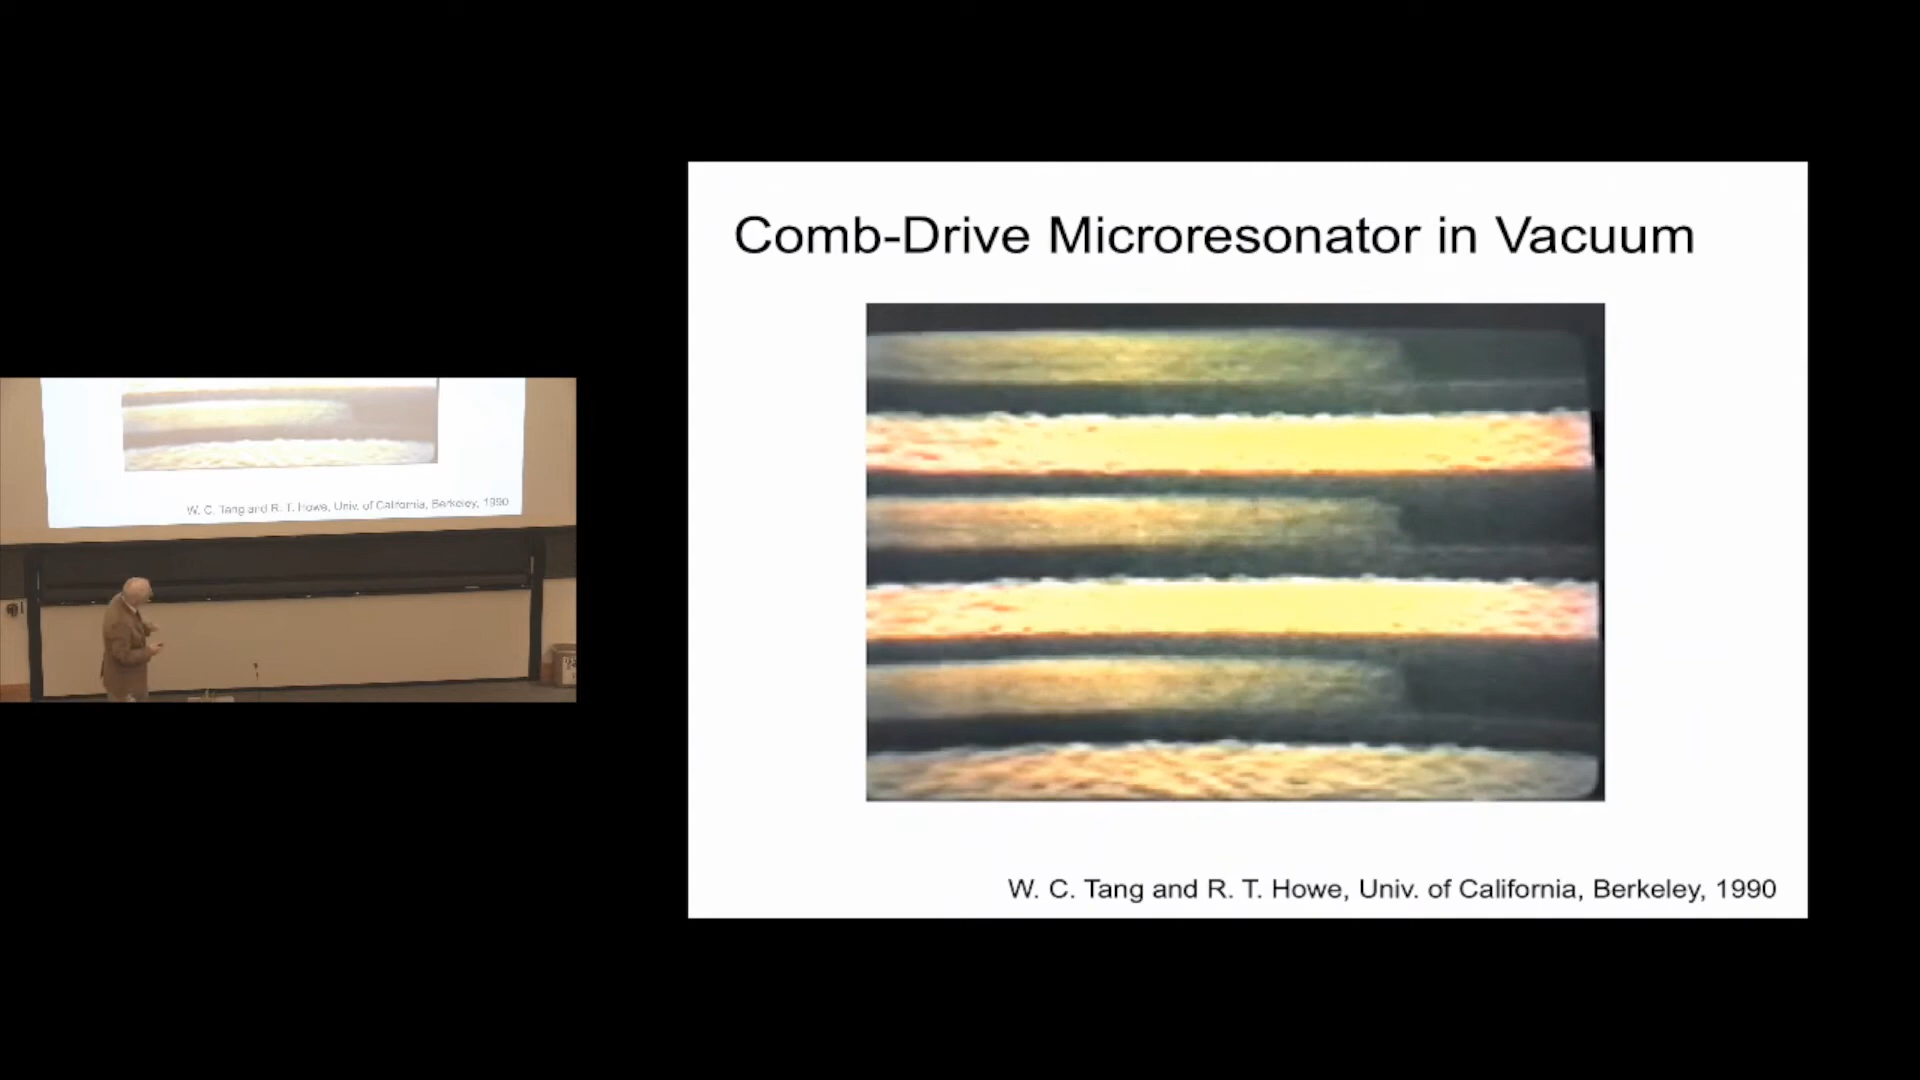 Comb-Drive Microresonator in Vacuum
W. C. Tang and R. T. Howe, Univ. of California, Berkeley, 1990
W. C. Tang and R. T. Howe, Univ. of California, Berkeley, 1990